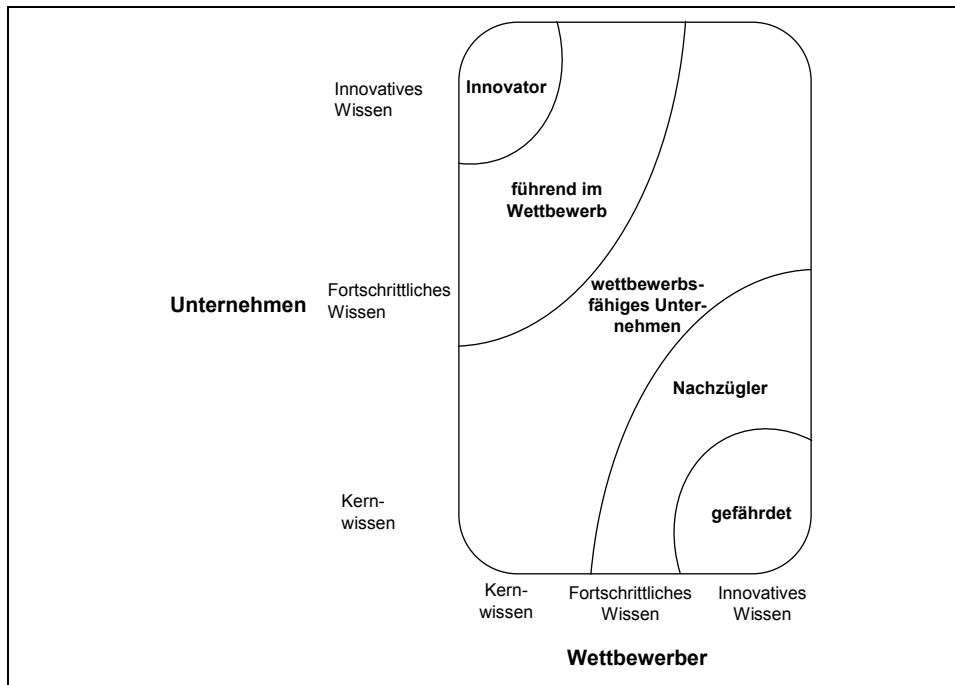 Innovatives
Wissen
Innovator
führend im
Wettbewerb
Unternehmen
Fortschrittliches
Wissen
wettbewerbs-
fähiges Unter-
nehmen
Nachzügler
Kern-
wissen
gefährdet
Kern-
wissen
Fortschrittliches
Wissen
Innovatives
Wissen
Wettbewerber